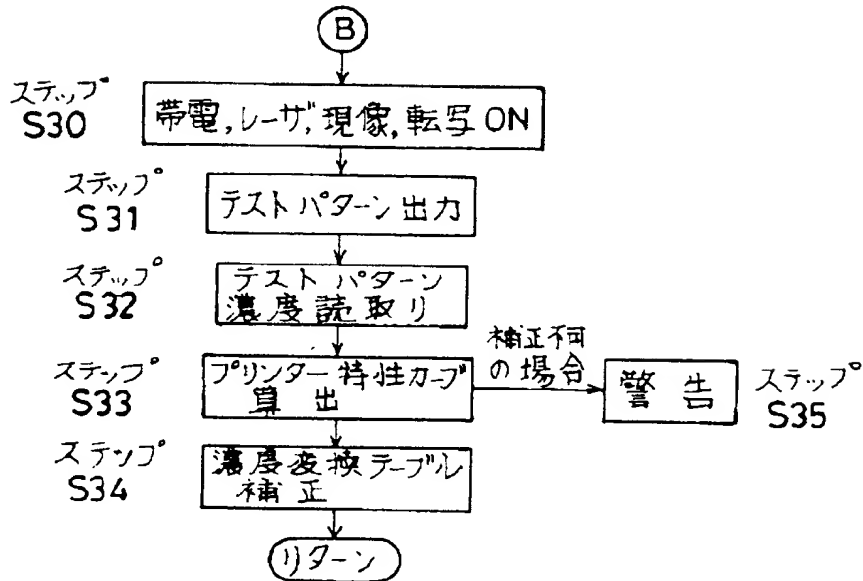 B
ステップ
S30
帯電,レーザ,現像,転写 ON
ステップ
S31
テストパターン出力
ステップ
S32
テストパターン
濃度読取り
ステップ
S33
プリンター特性カーブ
算出
補正不可
の場合
警告
ステップ
S35
ステップ
S34
濃度変換テーブル
補正
リターン